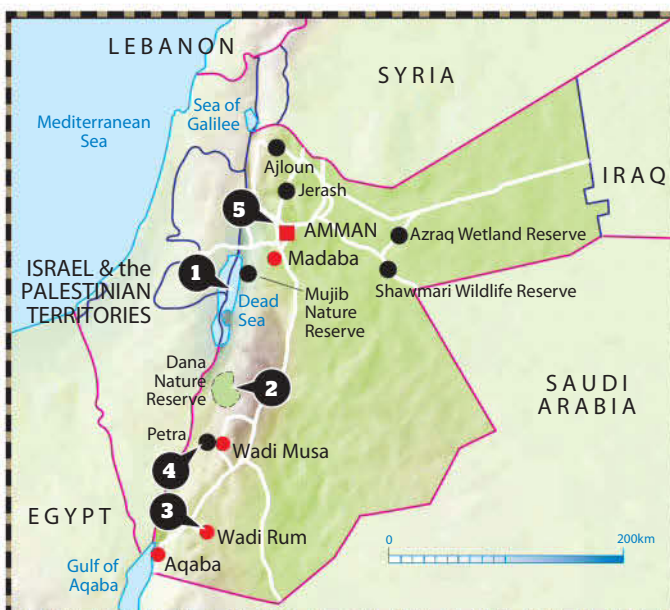 LEBANON
SYRIA
Sea of
Galilee
Mediterranean
Sea
IRAQ
Ajloun
Jerash
5
AMMAN
Azraq Wetland Reserve
Madaba
1
ISRAEL & the
PALESTINIAN
TERRITORIES
Shawmari Wildlife Reserve
Mujib
Nature
Reserve
Dead
Sea
Dana
Nature
Reserve
2
SAUDI
ARABIA
Petra
Wadi Musa
4
EGYPT
3
Wadi Rum
0
200km
Gulf of
Aqaba
Aqaba